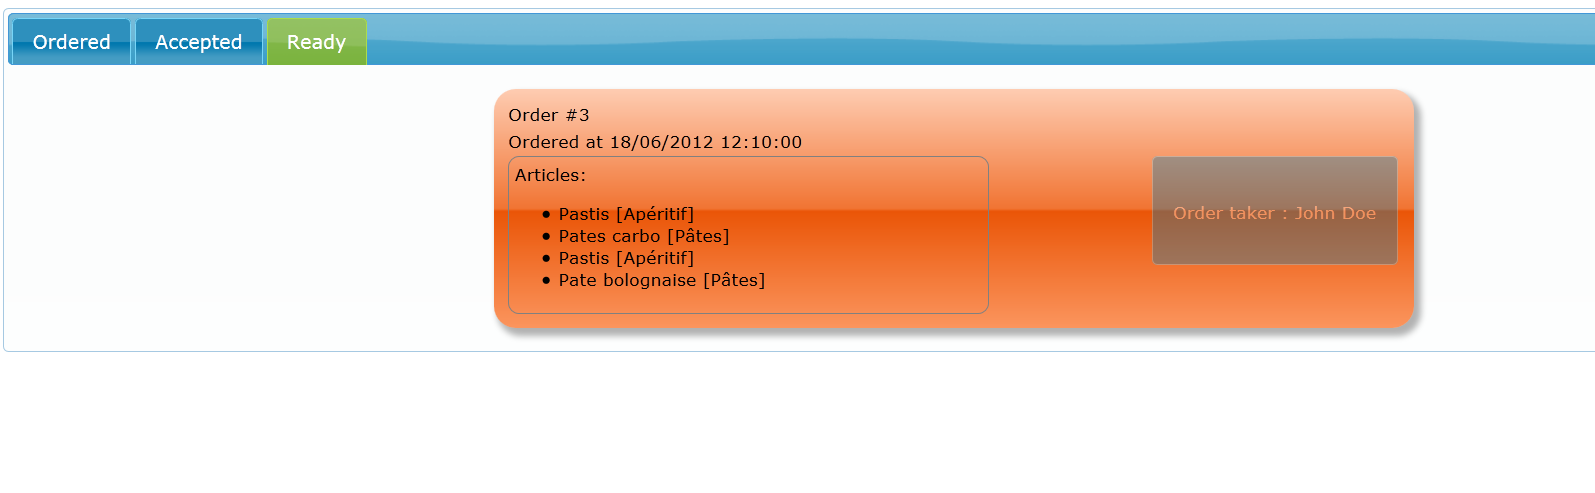 Ordered Accepted Ready
Order #3
Ordered at 18/06/2012 12:10:00
Articles:
Pastis [Apéritif]
Pates carbo [Pâtes]
Pastis [Apéritif]
Pate bolognaise [Pâtes]
Order taker : John Doe